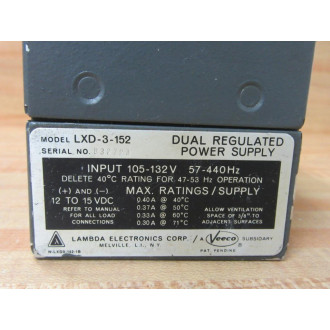 MODEL LXD-3-152
DUAL REGULATED
POWER SUPPLY
SERIAL NO.
INPUT 105-132V 57-440Hz
DELETE 40°C RATING FOR 47-53 Hz OPERATION
(+) AND (-) MAX. RATINGS/SUPPLY
12 TO 15 VDC
REFER TO MANUAL
FOR ALL LOAD
CONNECTIONS
0.40A @ 40°C
0.37A @ 50°C
0.33A @ 60°C
0.30A @ 71°C
ALLOW VENTILATION
SPACE OF 3/8" TO
ADJACENT SURFACES
LAMBDA ELECTRONICS CORP.
MELVILLE, L.I., N.Y.
A Veeco SUBSIDIARY
PAT. PENDING